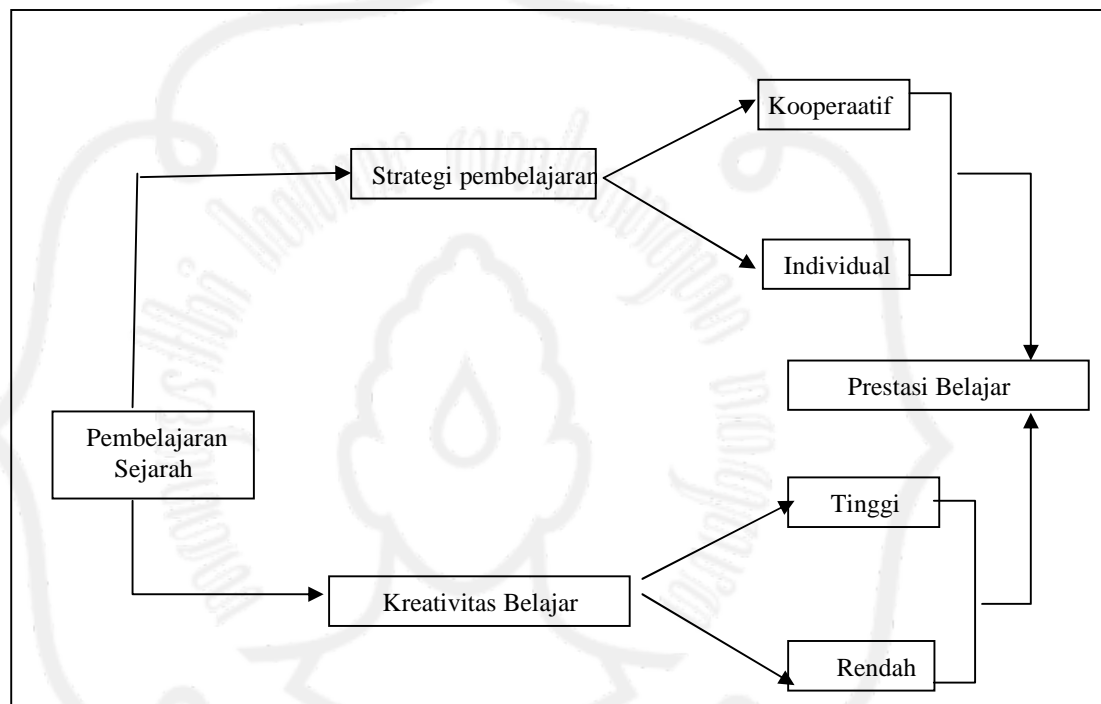 Kooperaatif
Strategi pembelajaran
Individual
Prestasi Belajar
Pembelajaran
Sejarah
Tinggi
Kreativitas Belajar
Rendah